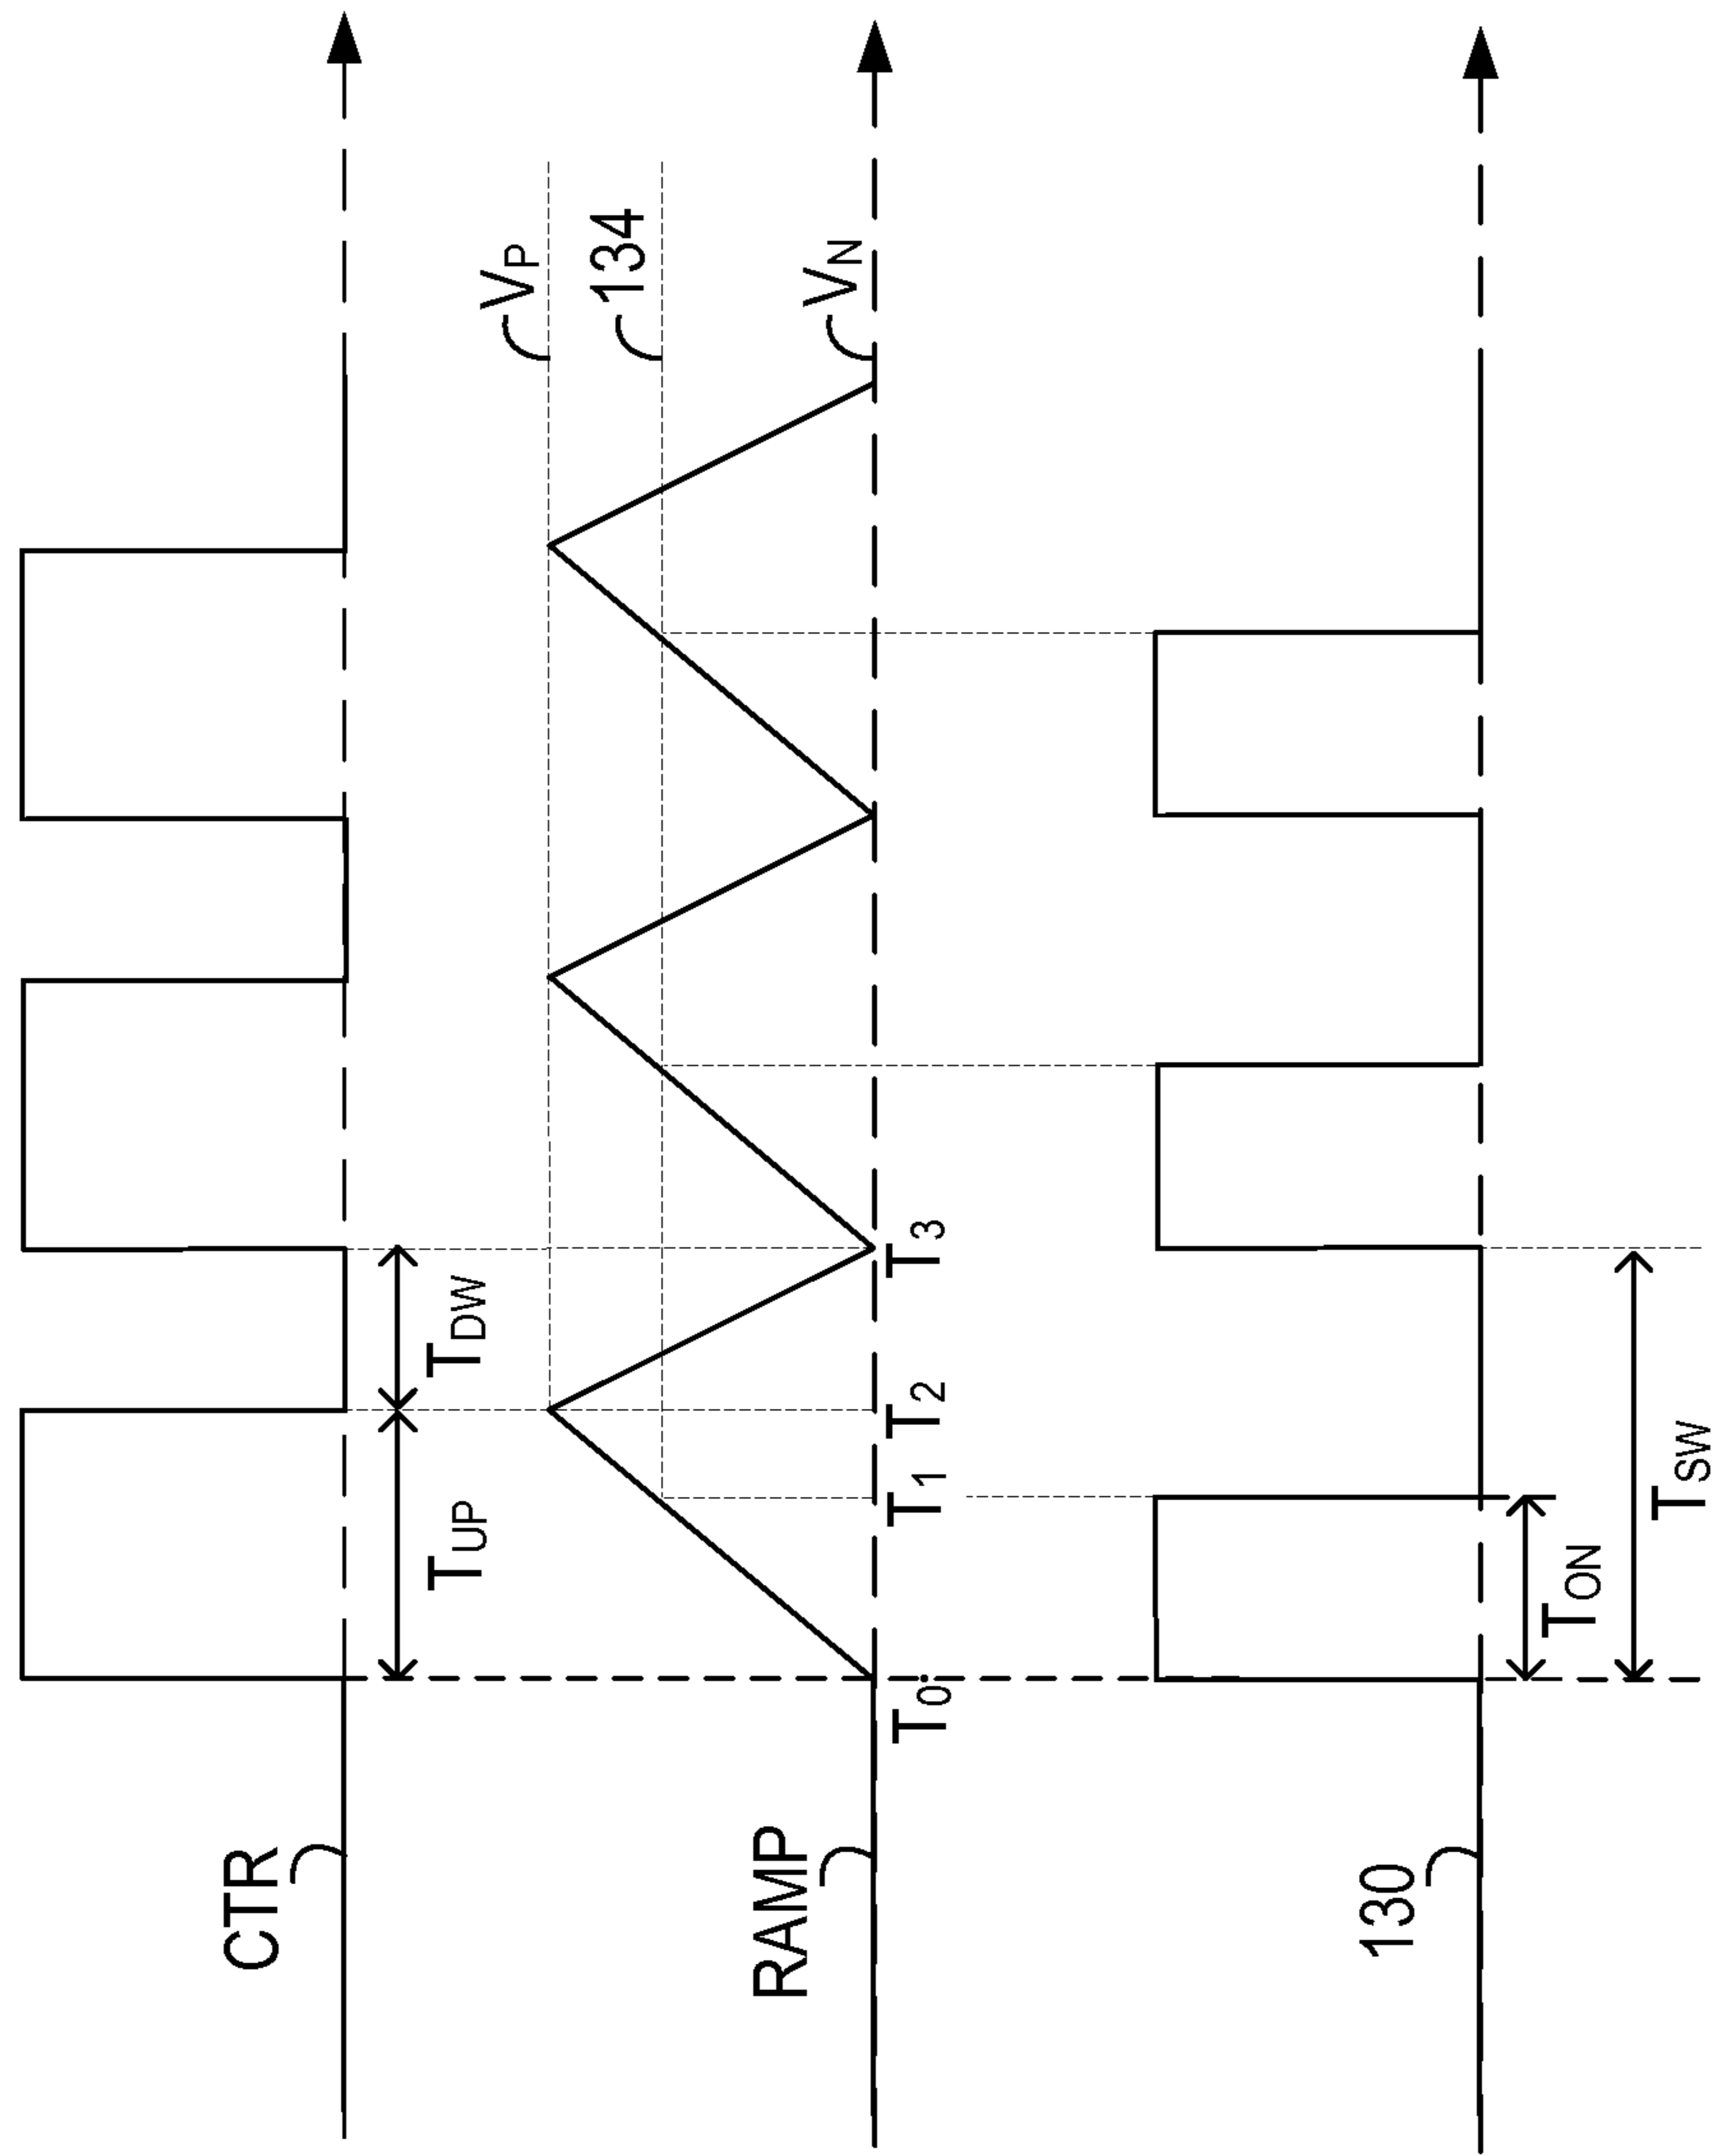 CTR
T_UP
T_DW
V_P
134
V_N
RAMP
T_0
T_1
T_2
T_3
130
T_ON
T_SW